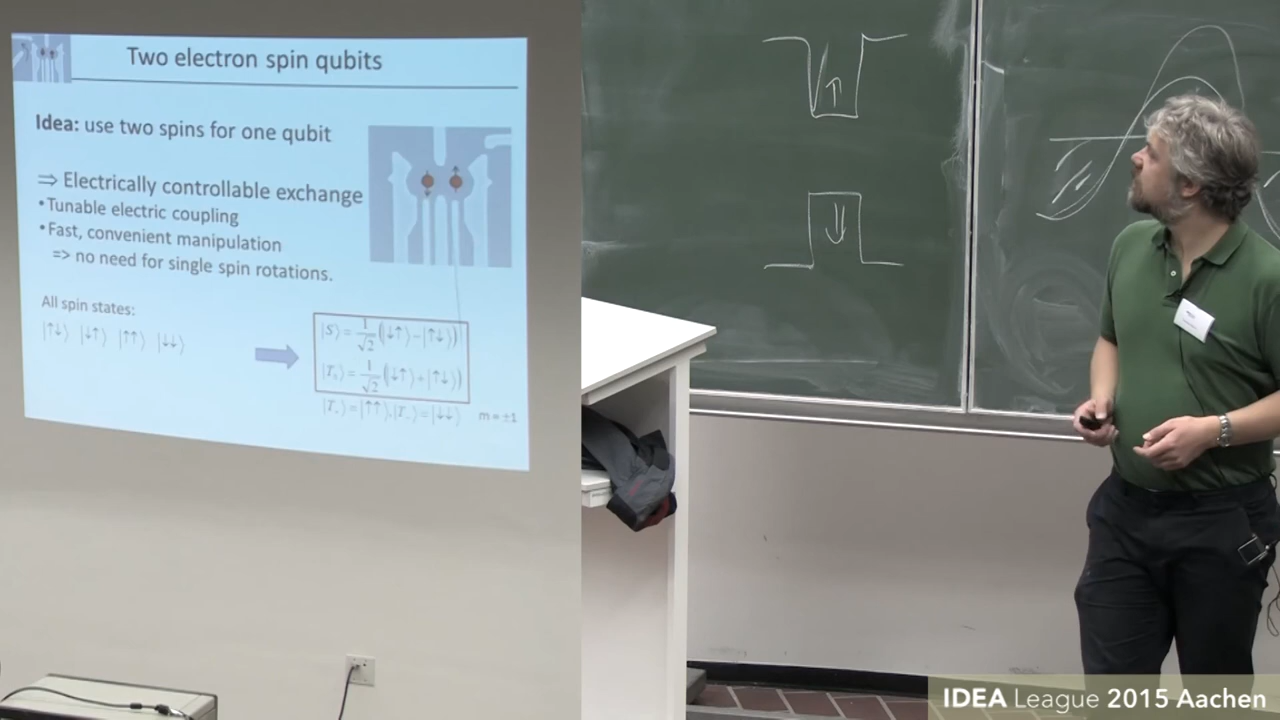 Two electron spin qubits
Idea: use two spins for one qubit
⇒ Electrically controllable exchange
•Tunable electric coupling
•Fast, convenient manipulation
=> no need for single spin rotations.
All spin states:
|↑↓⟩ |↓↑⟩ |↑↑⟩ |↓↓⟩
|S⟩ = 1/√2 (|↓↑⟩ − |↑↓⟩)
|T₀⟩ = 1/√2 (|↓↑⟩ + |↑↓⟩)
|↑↑⟩, = |↓↓⟩ m = ±1
↑
⇓
IDEA League 2015 Aachen